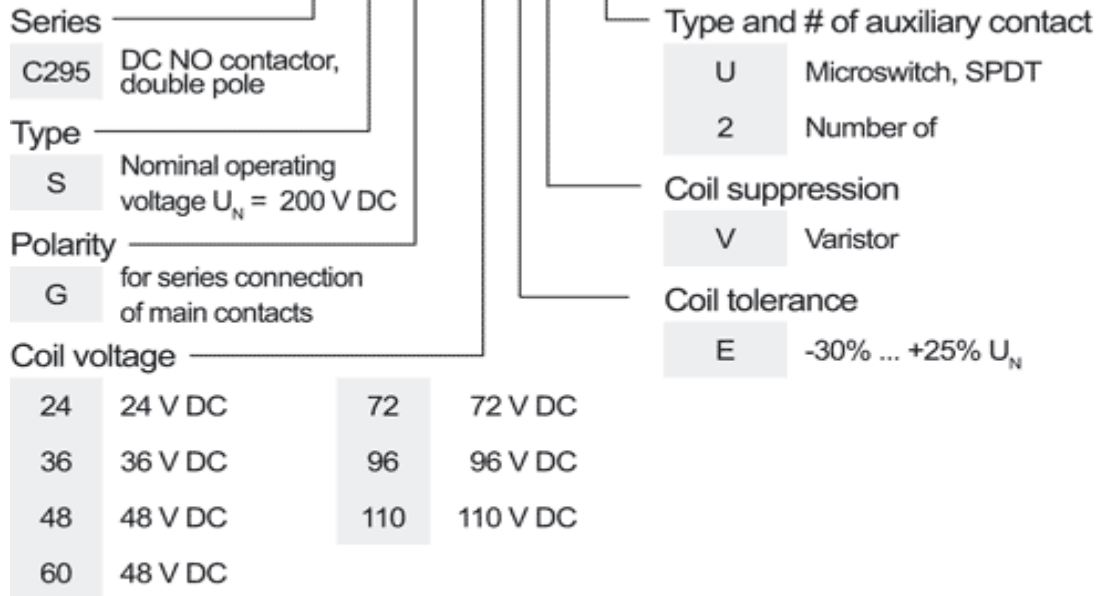 Series
C295 DC NO contactor,
double pole
Type
S Nominal operating
voltage UN = 200 V DC
Polarity
G for series connection
of main contacts
Coil voltage
24 24 V DC 72 72 V DC
36 36 V DC 96 96 V DC
48 48 V DC 110 110 V DC
60 48 V DC
Type and # of auxiliary contact
U Microswitch, SPDT
2 Number of
Coil suppression
V Varistor
Coil tolerance
E -30% ... +25% UN